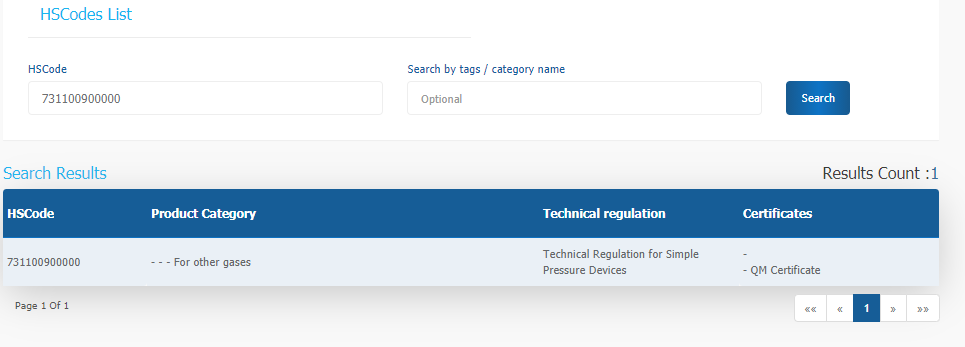 HSCodes List
HSCode
Search by tags / category name
731100900000
Optional
Search
Search Results
Results Count :1
HSCode
Product Category
Technical regulation
Certificates
731100900000
- - - For other gases
Technical Regulation for Simple
Pressure Devices
-
- QM Certificate
Page 1 Of 1
«« « 1 » »»